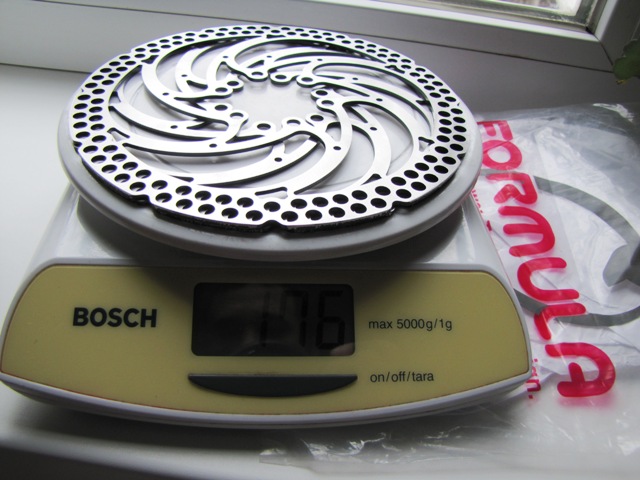 BOSCH
176
max 5000g/1g
on/off/tara
FORMULA